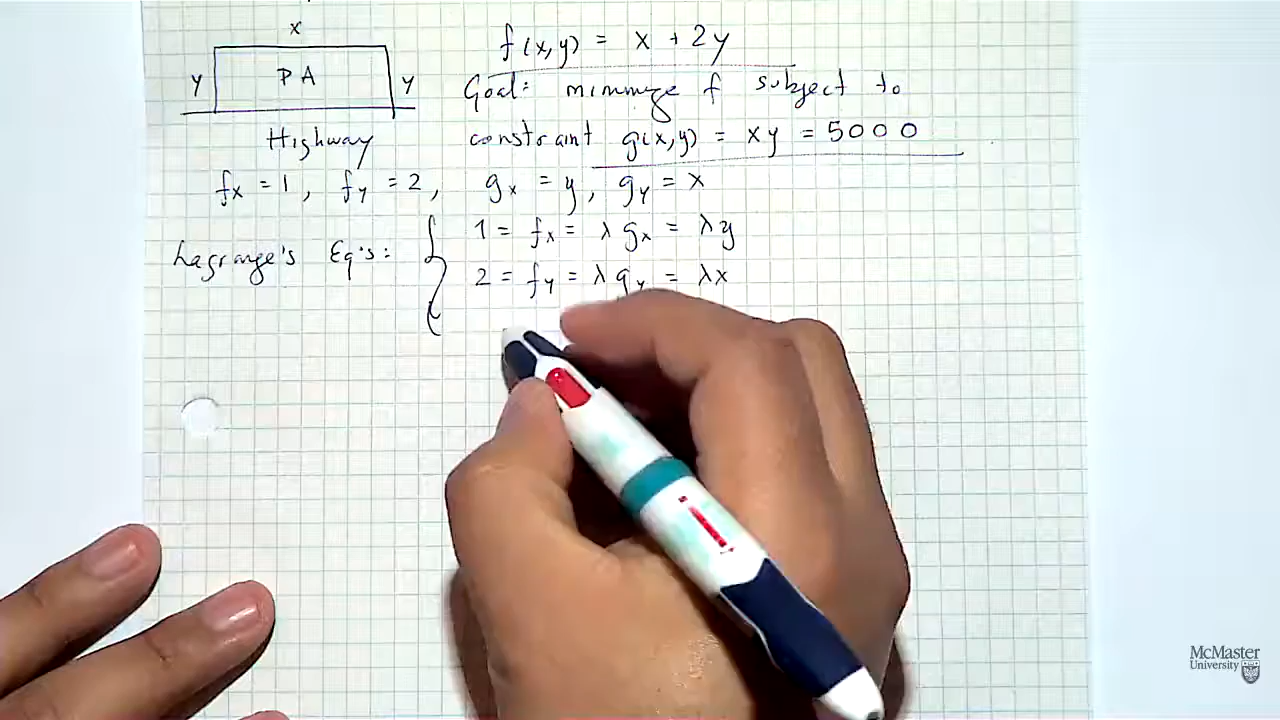 x
f(x,y) = x + 2y
y PA y
Goal: minimize f subject to
Highway
constraint g(x,y) = xy = 5000
fx = 1, fy = 2, gx = y, gy = x
Lagrange's Eq's:
1 = fx = λ gx = λy
2 = fy = λ gy = λx
McMaster
University